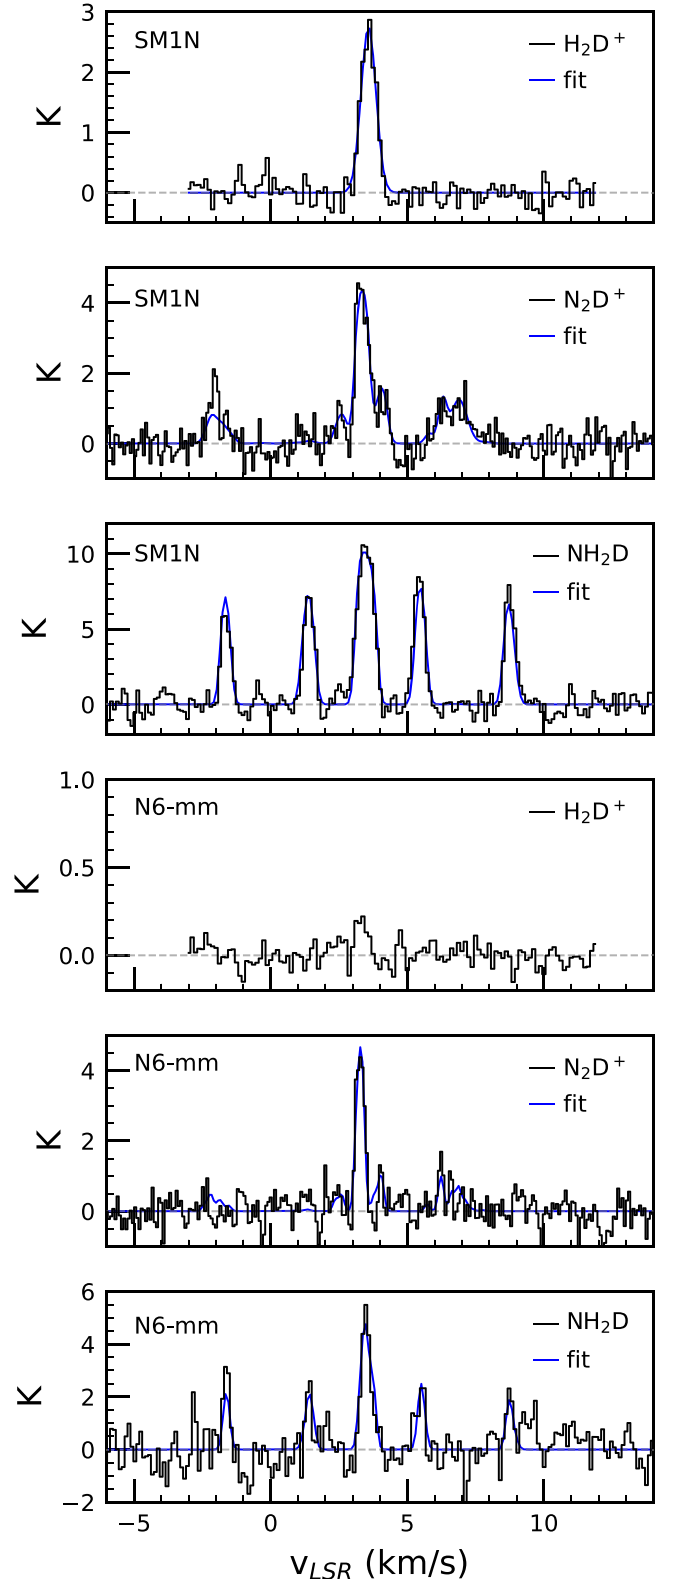 3
SM1N
H₂D⁺
2
fit
K
1
0
SM1N
N₂D⁺
4
fit
K
2
0
SM1N
NH₂D
10
fit
K
5
0
1.0
N6-mm
H₂D⁺
K
0.5
0.0
N6-mm
N₂D⁺
4
fit
K
2
0
6
N6-mm
NH₂D
4
fit
K
2
0
−2
−5 0 5 10
v_LSR (km/s)